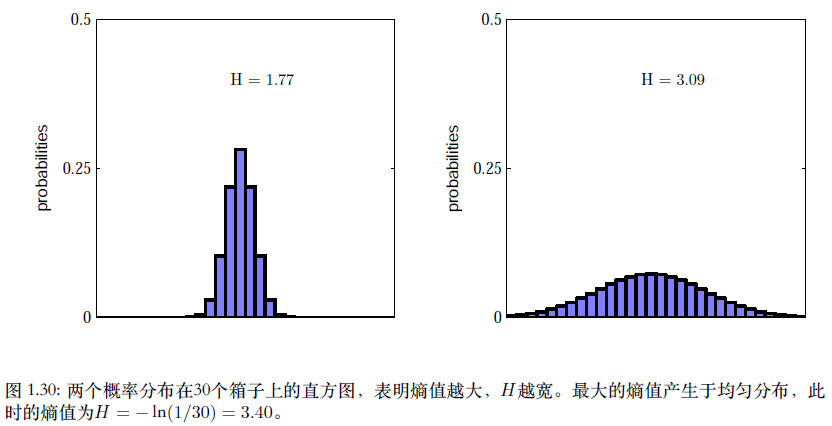 0.5
H = 1.77
probabilities
0.25
0
0.5
H = 3.09
probabilities
0.25
0
图 1.30: 两个概率分布在30个箱子上的直方图，表明熵值越大，H越宽。最大的熵值产生于均匀分布，此
时的熵值为H = − ln(1/30) = 3.40。